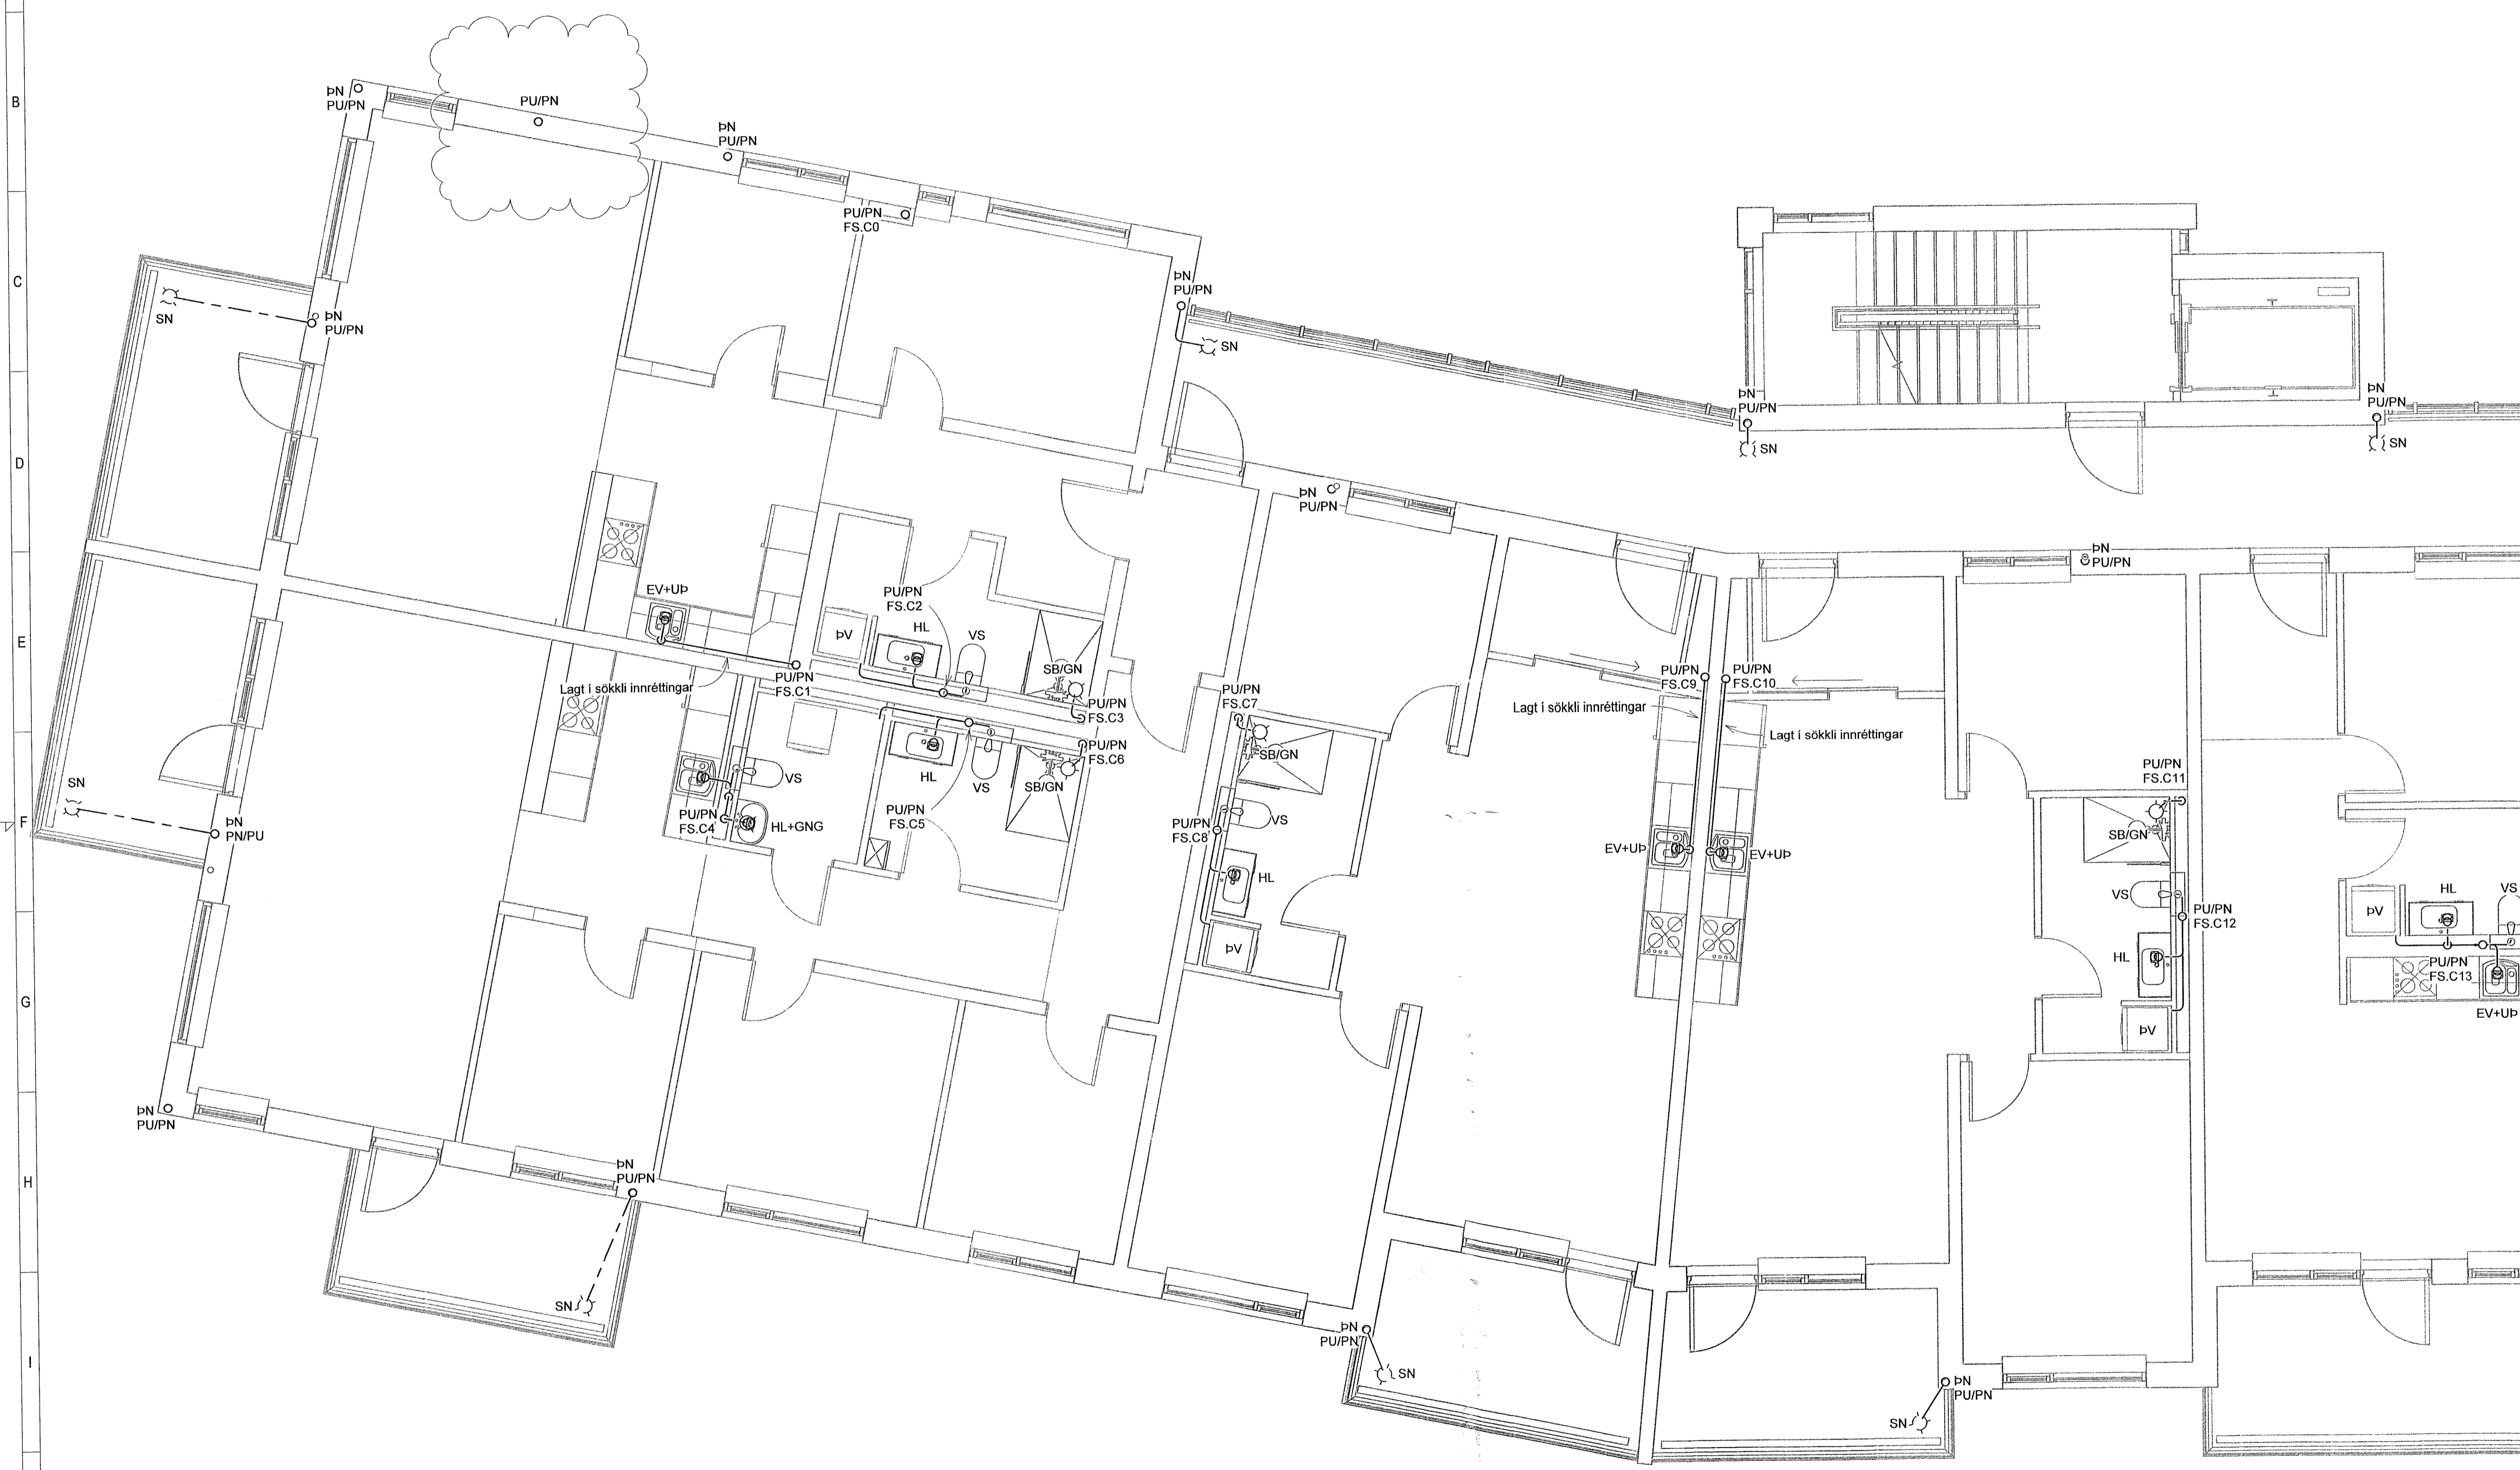 B
C
D
E
F
G
H
I
ÞN
PU/PN
PU/PN
ÞN
PU/PN
PU/PN
FS.C0
ÞN
PU/PN
SN
SN
ÞN
PU/PN
ÞN
PU/PN
SN
ÞN
PU/PN
SN
ÞN
PU/PN
ÞN
PU/PN
EV+UÞ
PU/PN
FS.C2
ÞV
HL
VS
SB/GN
Lagt í sökkli innréttingar
PU/PN
FS.C1
PU/PN
FS.C3
PU/PN
FS.C6
PU/PN
FS.C7
SB/GN
PU/PN
FS.C9
PU/PN
FS.C10
Lagt í sökkli innréttingar
Lagt í sökkli innréttingar
SN
ÞN
PN/PU
VS
HL
VS
SB/GN
PU/PN
FS.C4
HL+GNG
PU/PN
FS.C5
PU/PN
FS.C8
VS
HL
ÞV
EV+UÞ
EV+UÞ
PU/PN
FS.C11
SB/GN
VS
PU/PN
FS.C12
HL
ÞV
ÞV
HL
VS
PU/PN
FS.C13
EV+UÞ
ÞN
PU/PN
ÞN
PU/PN
SN
ÞN
PU/PN
SN
ÞN
PU/PN
SN